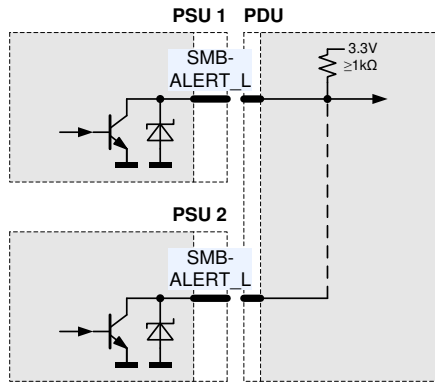 PSU 1 PDU
SMB-
ALERT_L
3.3V
≥1kΩ
PSU 2
SMB-
ALERT_L